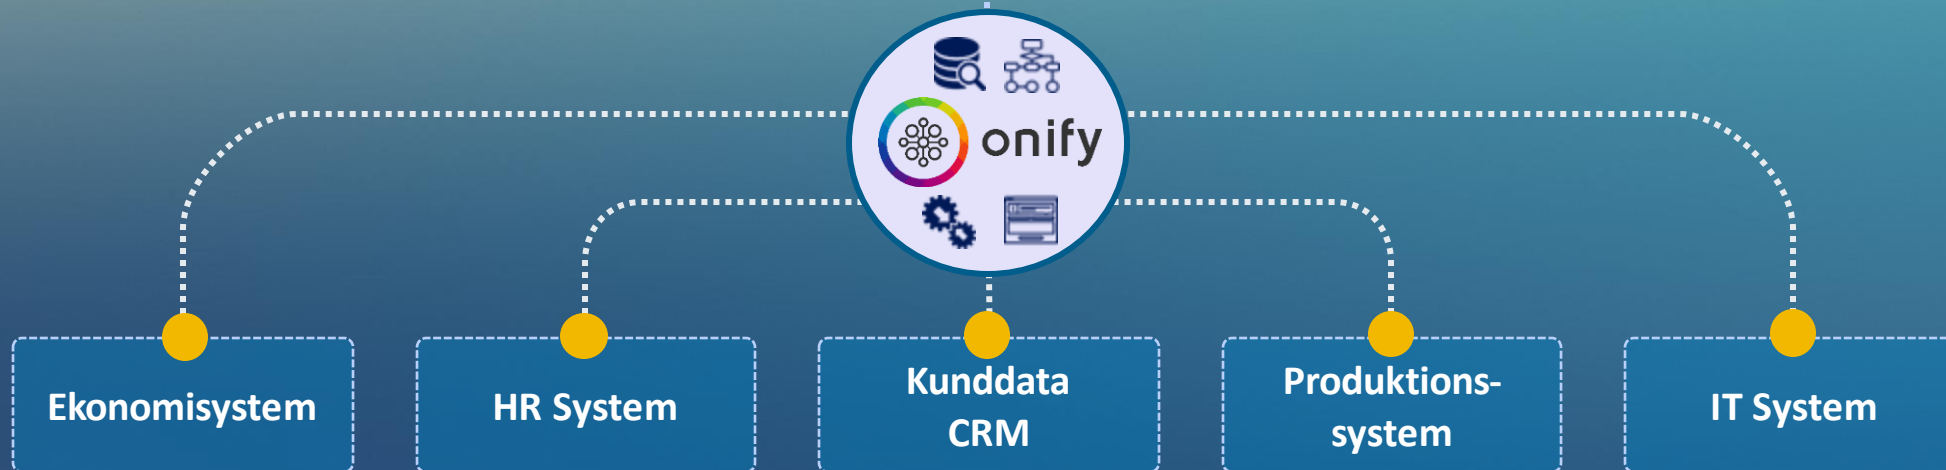 onify
Ekonomisystem
HR System
Kunddata
CRM
Produktions-
system
IT System